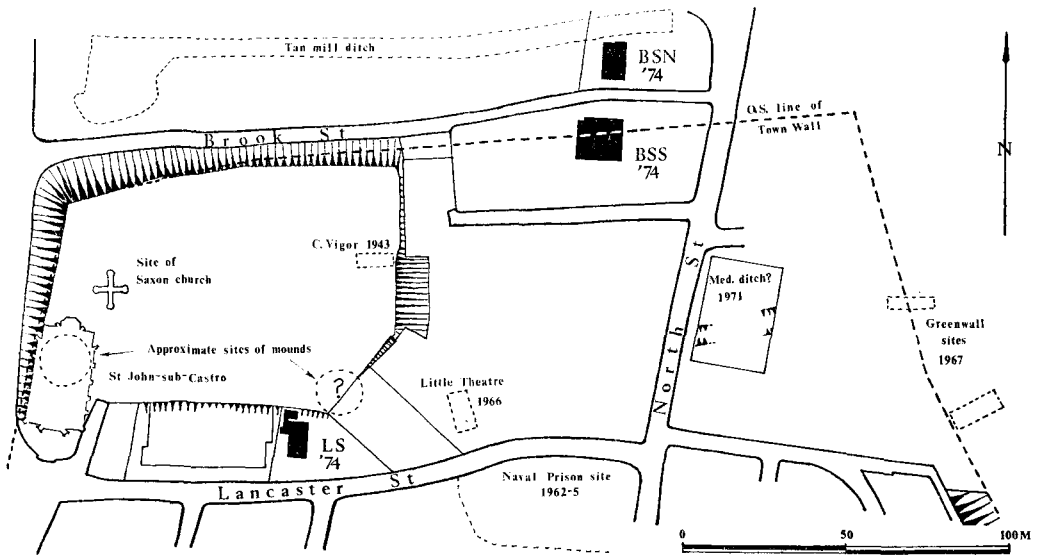 Tan mill ditch
BSN
'74
Brook St
O.S. line of
Town Wall
BSS
'74
N
C. Vigor 1943
Site of
Saxon church
North St
Med. ditch?
1971
Greenwall
sites
1967
Approximate sites of mounds
?
St John-sub-Castro
Little Theatre
1966
LS
'74
Lancaster St
Naval Prison site
1962-5
0 50 100 M